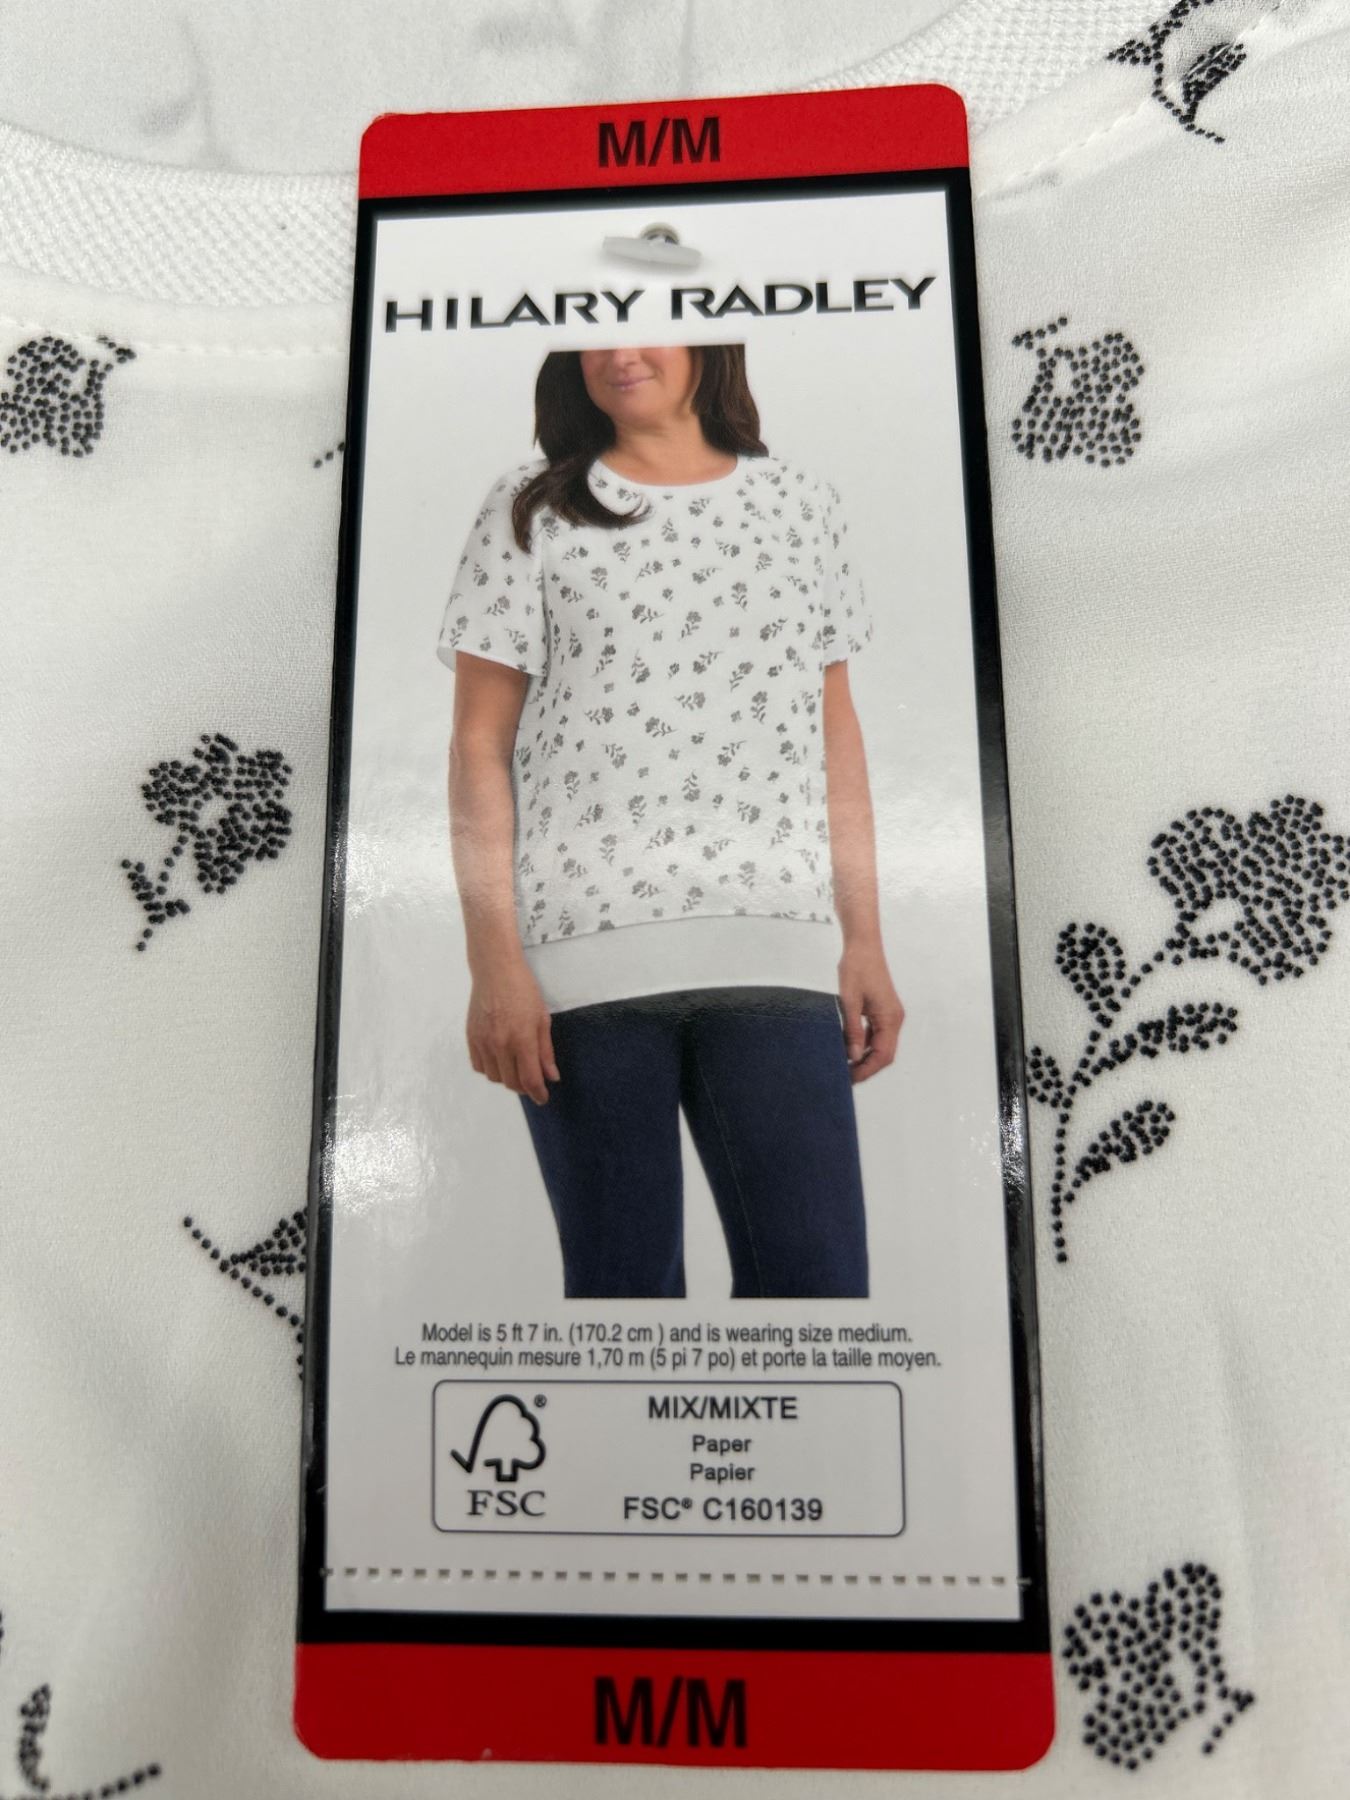 M/M
HILARY RADLEY
Model is 5 ft 7 in. (170.2 cm ) and is wearing size medium.
Le mannequin mesure 1,70 m (5 pi 7 po) et porte la taille moyen.
MIX/MIXTE
Paper
Papier
FSC® C160139
®
FSC
M/M